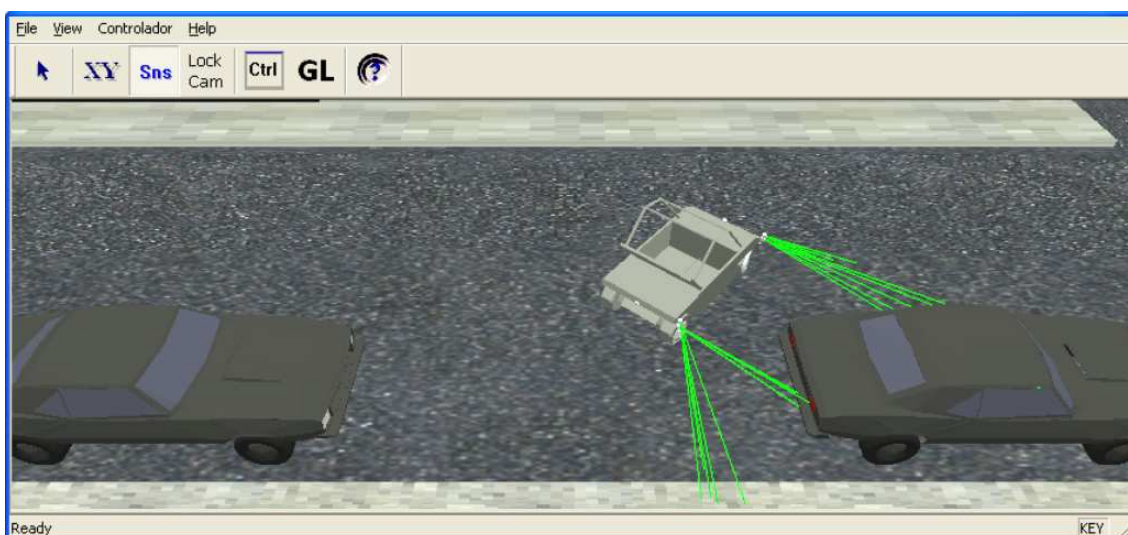 File View Controlador Help
XY Sns Lock Cam Ctrl GL ?
Ready KEY